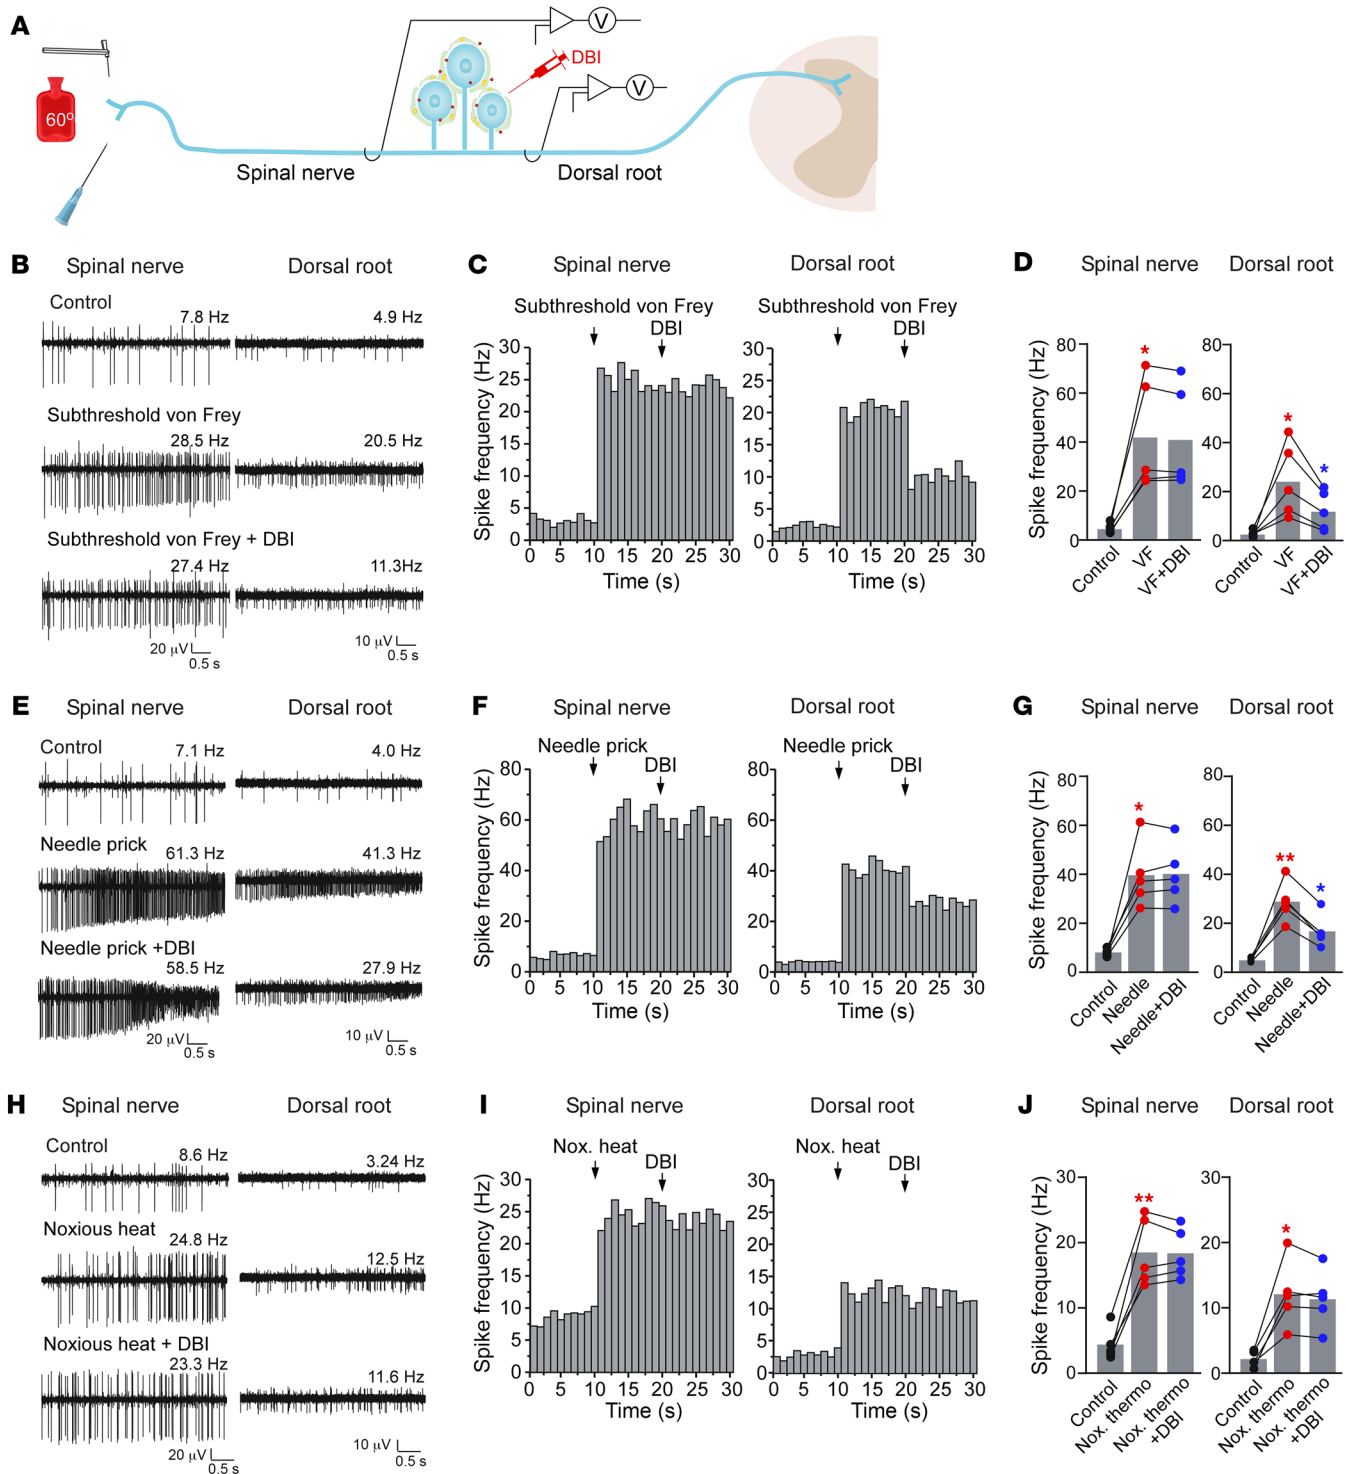 A
60°
DBI
V
V
Spinal nerve
Dorsal root
B
Spinal nerve
Dorsal root
Control
7.8 Hz
4.9 Hz
Subthreshold von Frey
28.5 Hz
20.5 Hz
Subthreshold von Frey + DBI
27.4 Hz
11.3Hz
20 µV
0.5 s
10 µV
0.5 s
C
Spinal nerve
Dorsal root
Subthreshold von Frey
DBI
Subthreshold von Frey
DBI
Spike frequency (Hz)
30
25
20
15
10
5
0
0 5 10 15 20 25 30
Time (s)
30
25
20
15
10
5
0
0 5 10 15 20 25 30
Time (s)
D
Spinal nerve
Dorsal root
Spike frequency (Hz)
80
60
40
20
0
*
Control
VF
VF+DBI
80
60
40
20
0
*
*
Control
VF
VF+DBI
E
Spinal nerve
Dorsal root
Control
7.1 Hz
4.0 Hz
Needle prick
61.3 Hz
41.3 Hz
Needle prick +DBI
58.5 Hz
27.9 Hz
20 µV
0.5 s
10 µV
0.5 s
F
Spinal nerve
Dorsal root
Needle prick
DBI
Needle prick
DBI
Spike frequency (Hz)
80
60
40
20
0
0 5 10 15 20 25 30
Time (s)
80
60
40
20
0
0 5 10 15 20 25 30
Time (s)
G
Spinal nerve
Dorsal root
Spike frequency (Hz)
80
60
40
20
0
*
Control
Needle
Needle+DBI
80
60
40
20
0
**
*
Control
Needle
Needle+DBI
H
Spinal nerve
Dorsal root
Control
8.6 Hz
3.24 Hz
Noxious heat
24.8 Hz
12.5 Hz
Noxious heat + DBI
23.3 Hz
11.6 Hz
20 µV
0.5 s
10 µV
0.5 s
I
Spinal nerve
Dorsal root
Nox. heat
DBI
Nox. heat
DBI
Spike frequency (Hz)
30
25
20
15
10
5
0
0 5 10 15 20 25 30
Time (s)
30
25
20
15
10
5
0
0 5 10 15 20 25 30
Time (s)
J
Spinal nerve
Dorsal root
Spike frequency (Hz)
30
20
10
0
**
Control
Nox. thermo
Nox. thermo
+DBI
30
20
10
0
*
Control
Nox. thermo
Nox. thermo
+DBI